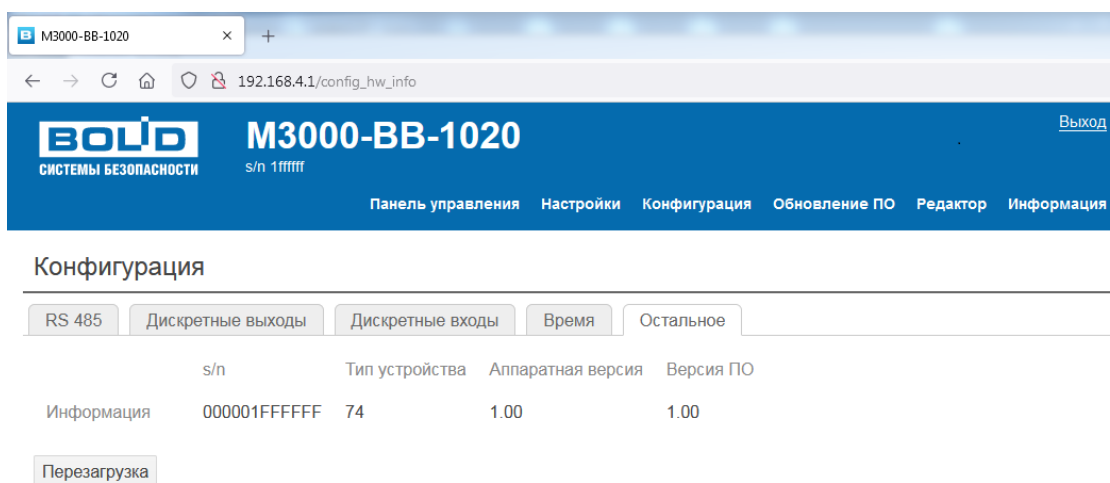 M3000-BB-1020
192.168.4.1/config_hw_info
BOLID
СИСТЕМЫ БЕЗОПАСНОСТИ
M3000-BB-1020
s/n 1ffffff
Выход
Панель управления Настройки Конфигурация Обновление ПО Редактор Информация
Конфигурация
RS 485 Дискретные выходы Дискретные входы Время Остальное
s/n Тип устройства Аппаратная версия Версия ПО
Информация 000001FFFFFF 74 1.00 1.00
Перезагрузка